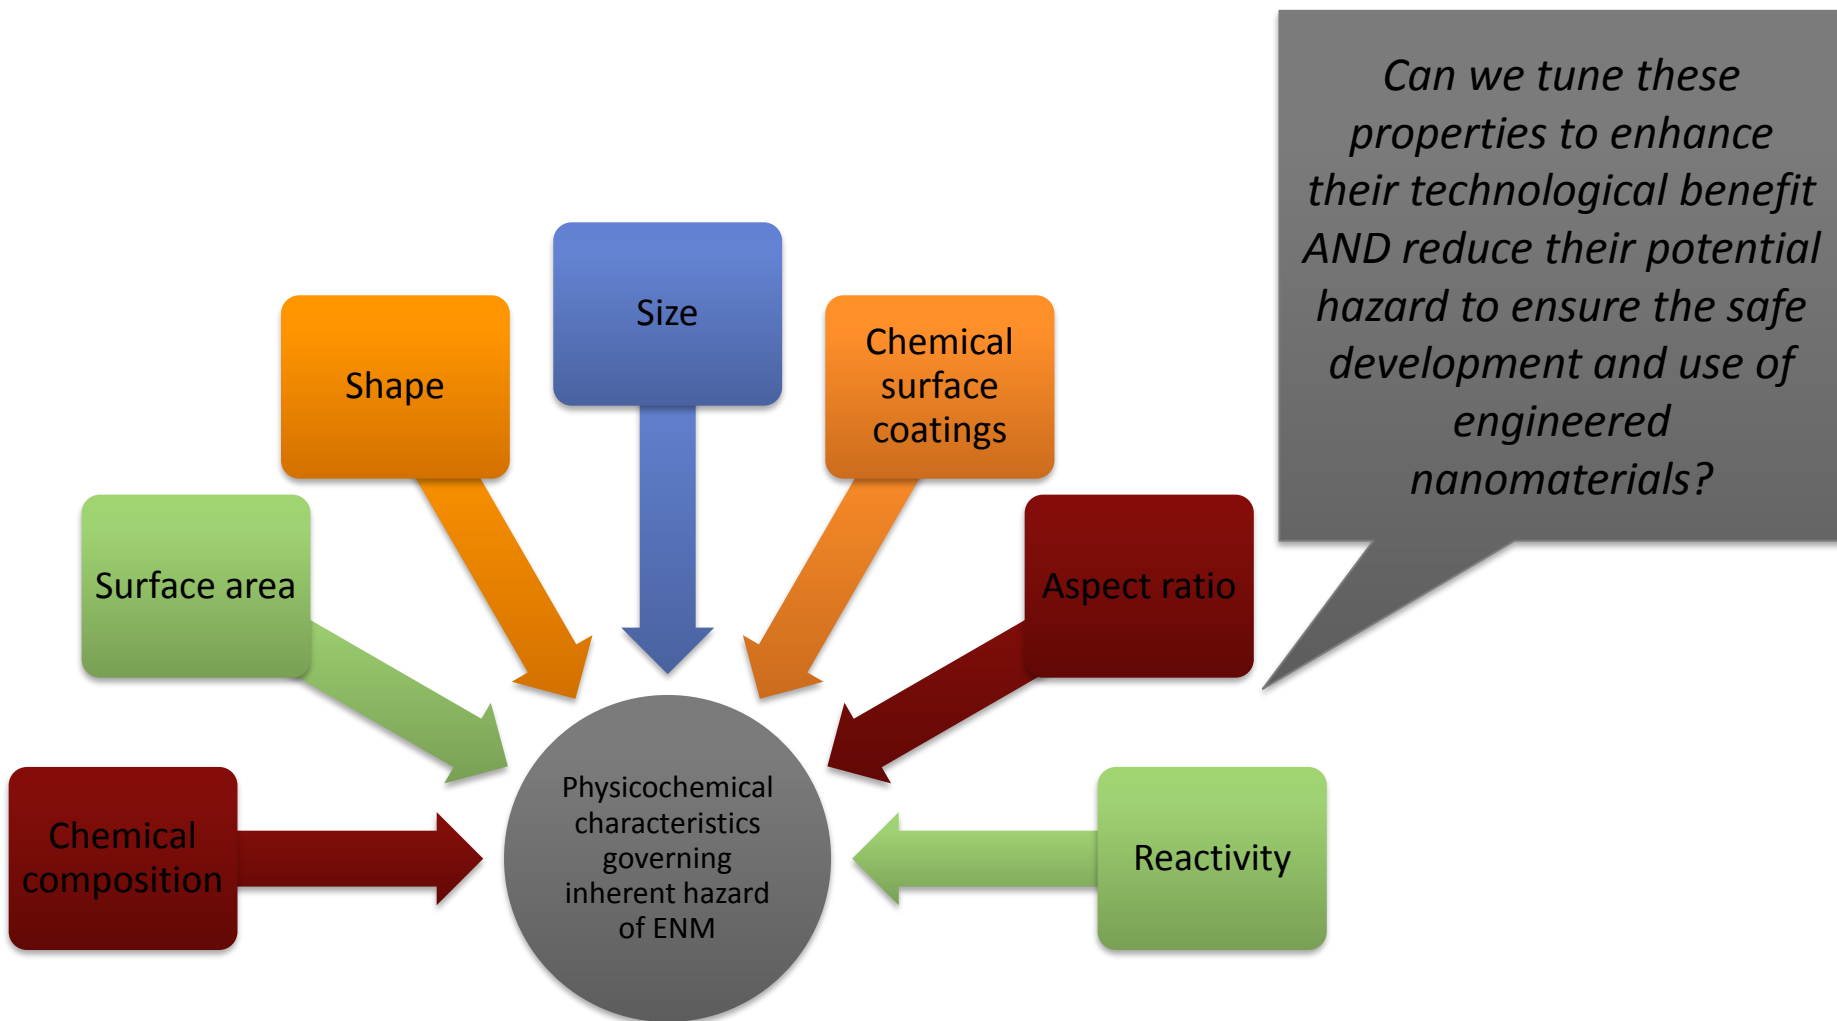 Can we tune these
properties to enhance
their technological benefit
AND reduce their potential
hazard to ensure the safe
development and use of
engineered
nanomaterials?
Size
Shape
Chemical
surface
coatings
Surface area
Aspect ratio
Chemical
composition
Physicochemical
characteristics
governing
inherent hazard
of ENM
Reactivity